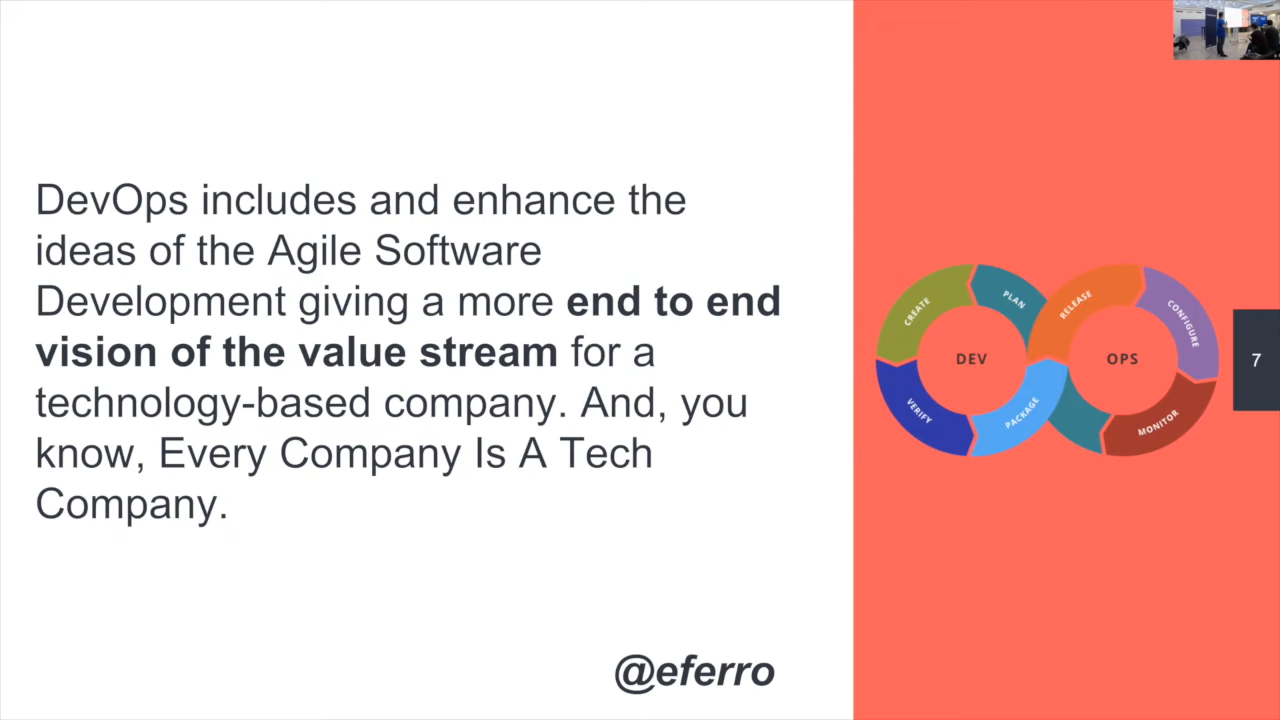 DevOps includes and enhance the
ideas of the Agile Software
Development giving a more end to end
vision of the value stream for a
technology-based company. And, you
know, Every Company Is A Tech
Company.
@eferro
CREATE
PLAN
RELEASE
CONFIGURE
DEV
OPS
VERIFY
PACKAGE
MONITOR
7